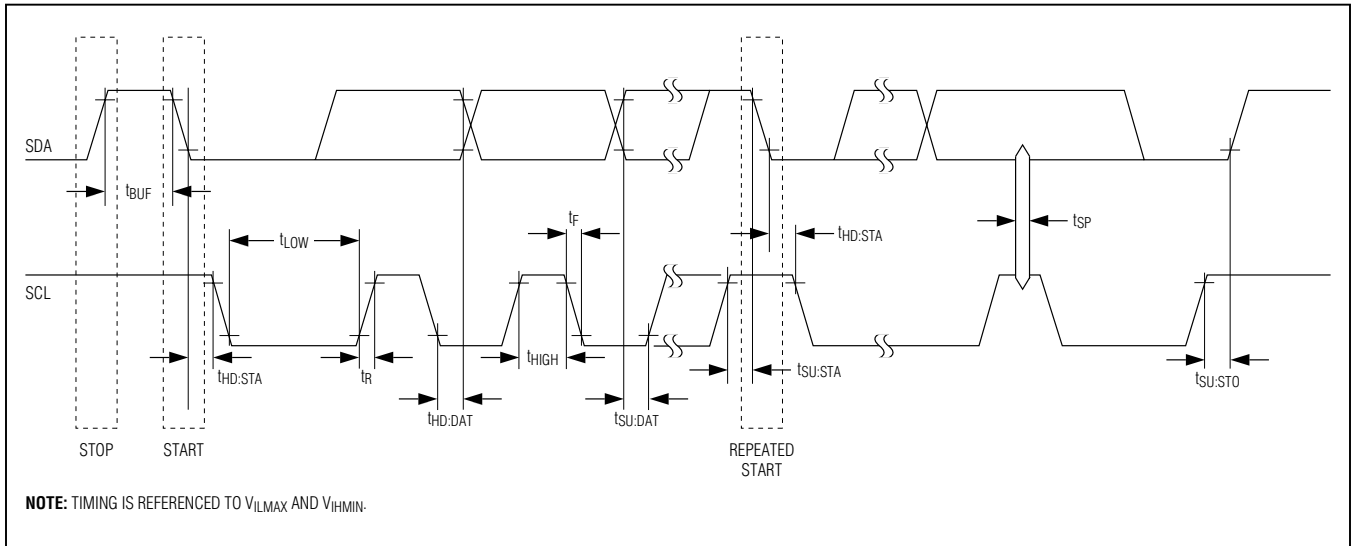 SDA
tBUF
tF
tLOW
tHD:STA
tSP
SCL
tHD:STA
tR
tHIGH
tHD:DAT
tSU:DAT
tSU:STA
tSU:STO
STOP
START
REPEATED
START
NOTE: TIMING IS REFERENCED TO VILMAX AND VIHMIN.